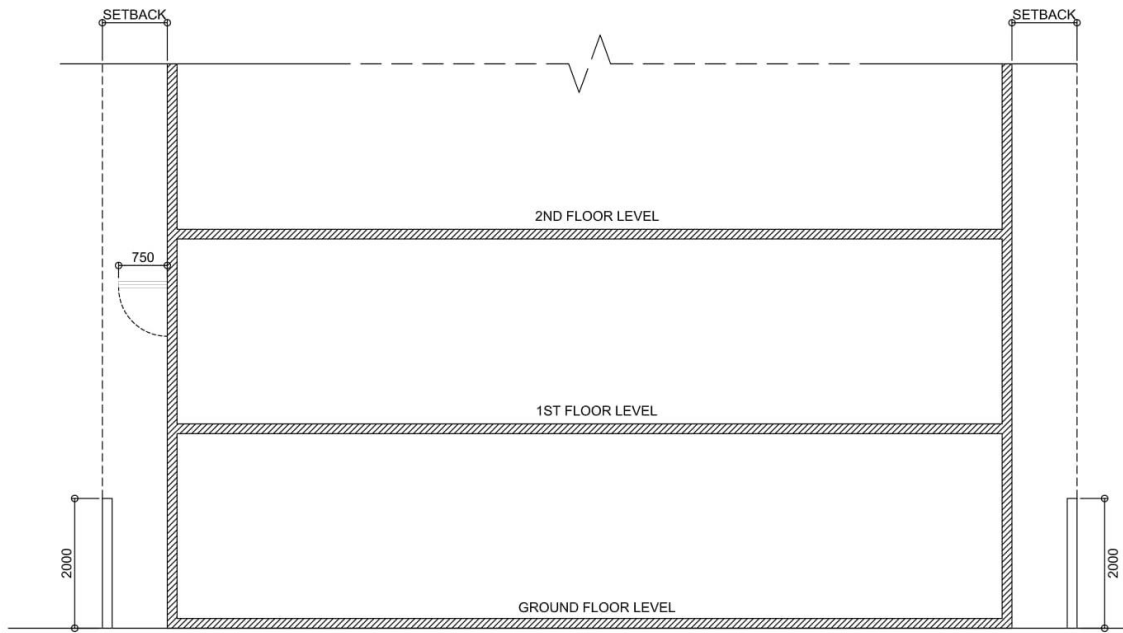 SETBACK
SETBACK
2ND FLOOR LEVEL
750
1ST FLOOR LEVEL
2000
2000
GROUND FLOOR LEVEL